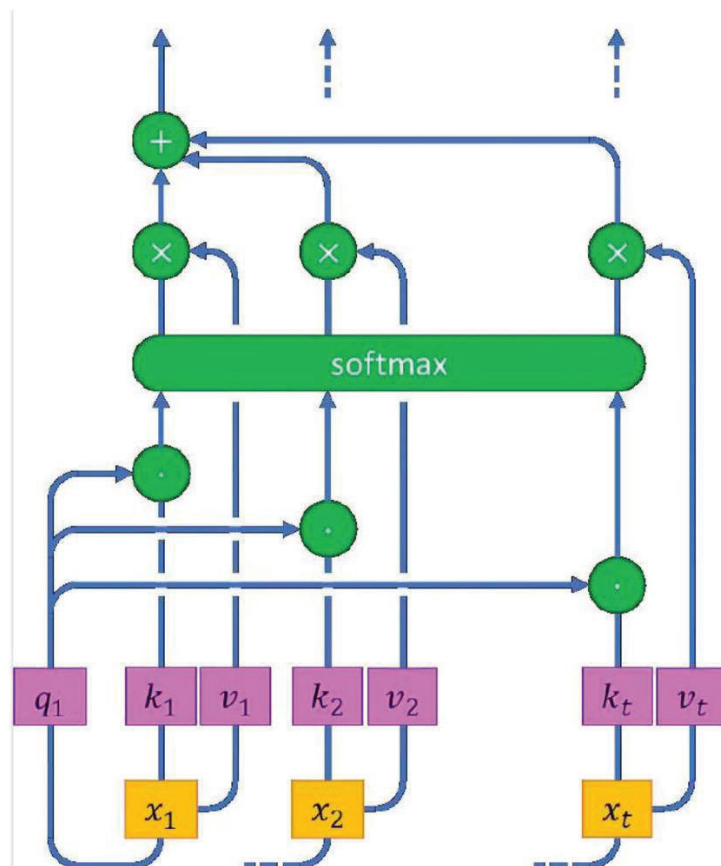 +
× × ×
softmax
·
·
·
q₁ k₁ v₁ k₂ v₂ kₜ vₜ
x₁ x₂ xₜ